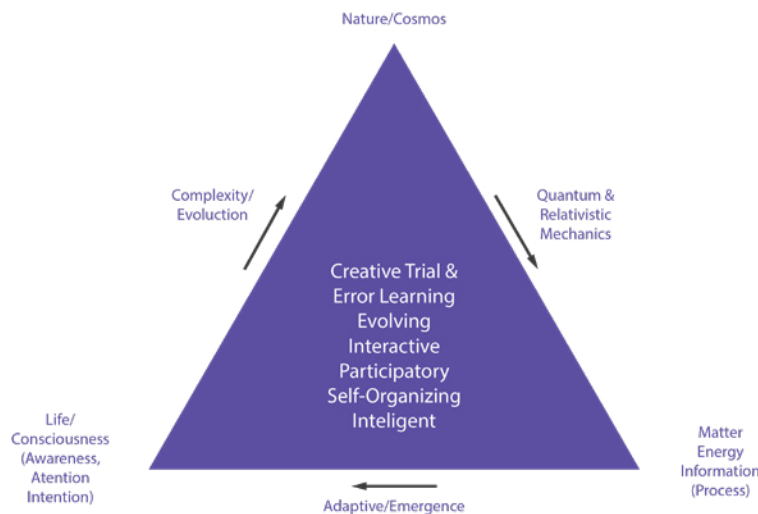 Nature/Cosmos
Complexity/
Evoluction
Quantum &
Relativistic
Mechanics
Creative Trial &
Error Learning
Evolving
Interactive
Participatory
Self-Organizing
Inteligent
Life/
Consciousness
(Awareness,
Atention
Intention)
Matter
Energy
Information
(Process)
Adaptive/Emergence